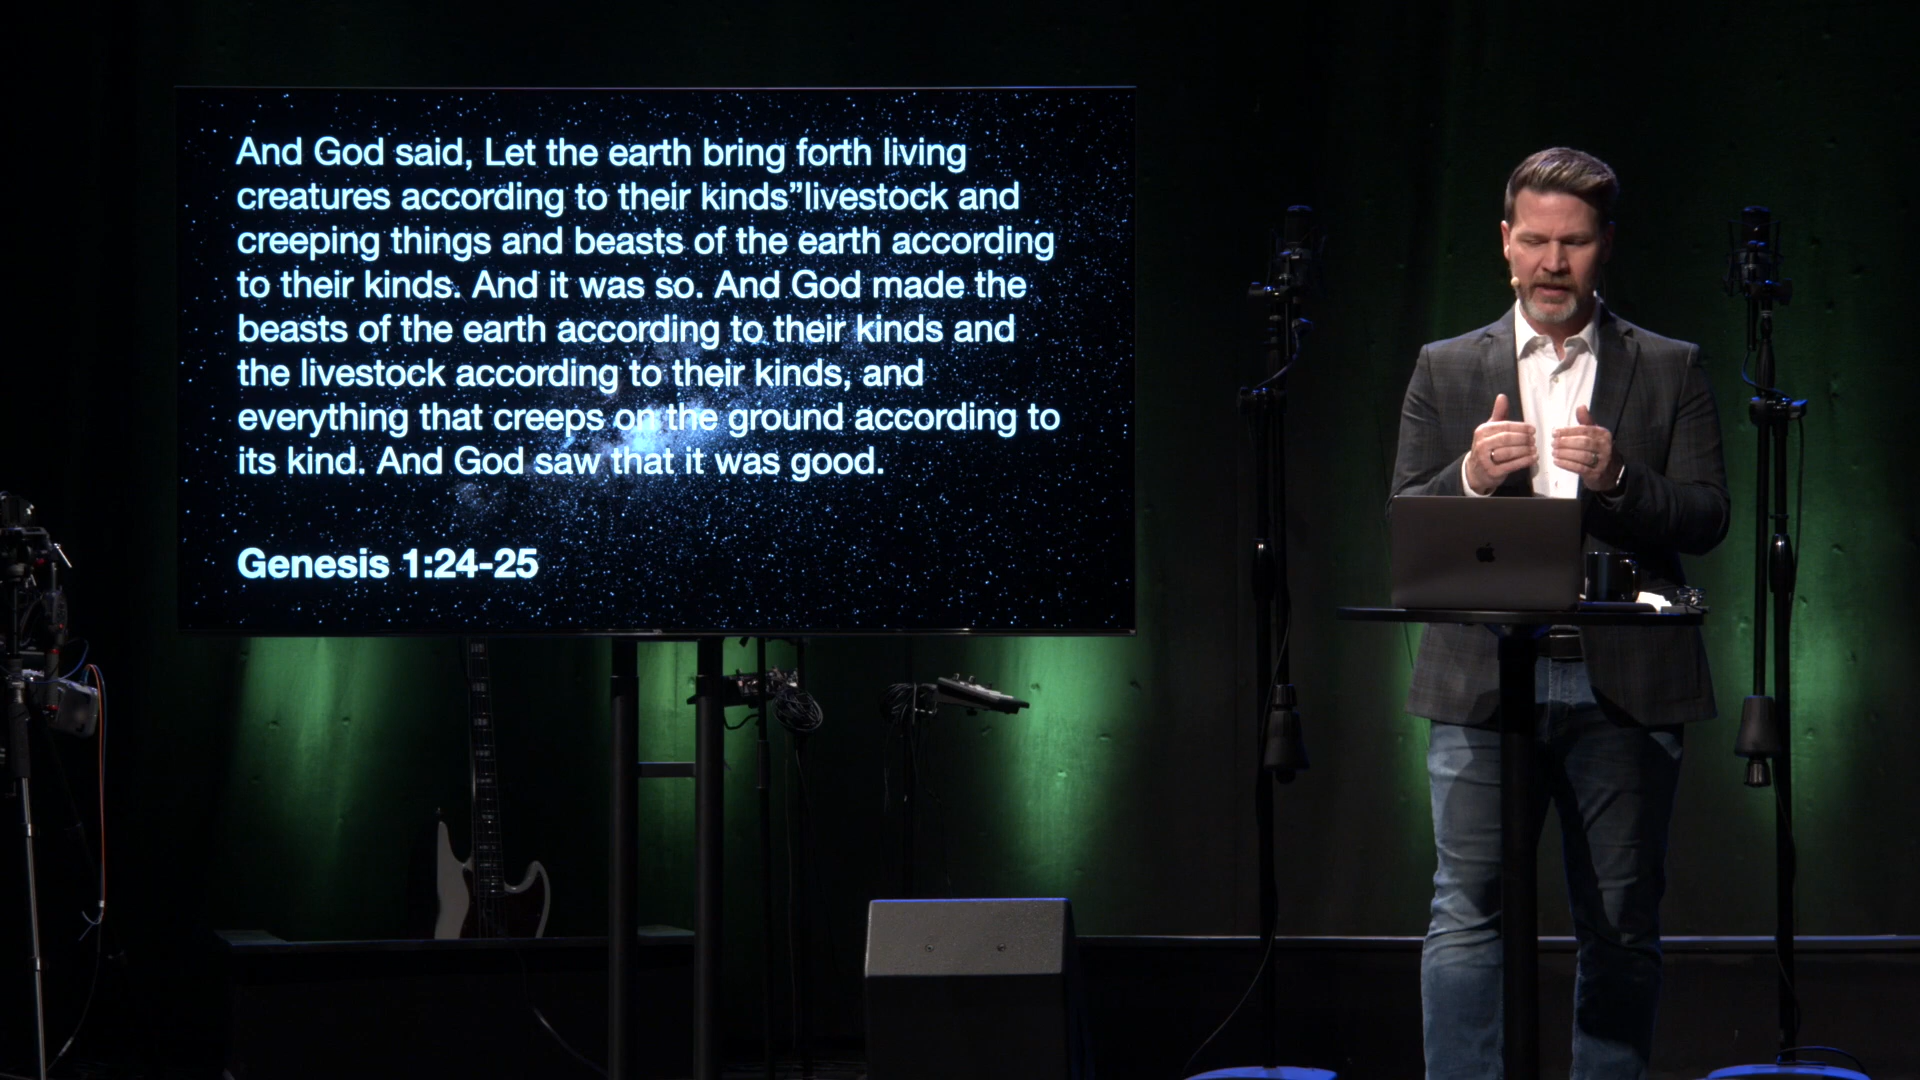 And God said, Let the earth bring forth living
creatures according to their kinds”livestock and
creeping things and beasts of the earth according
to their kinds. And it was so. And God made the
beasts of the earth according to their kinds and
the livestock according to their kinds, and
everything that creeps on the ground according to
its kind. And God saw that it was good.
Genesis 1:24-25